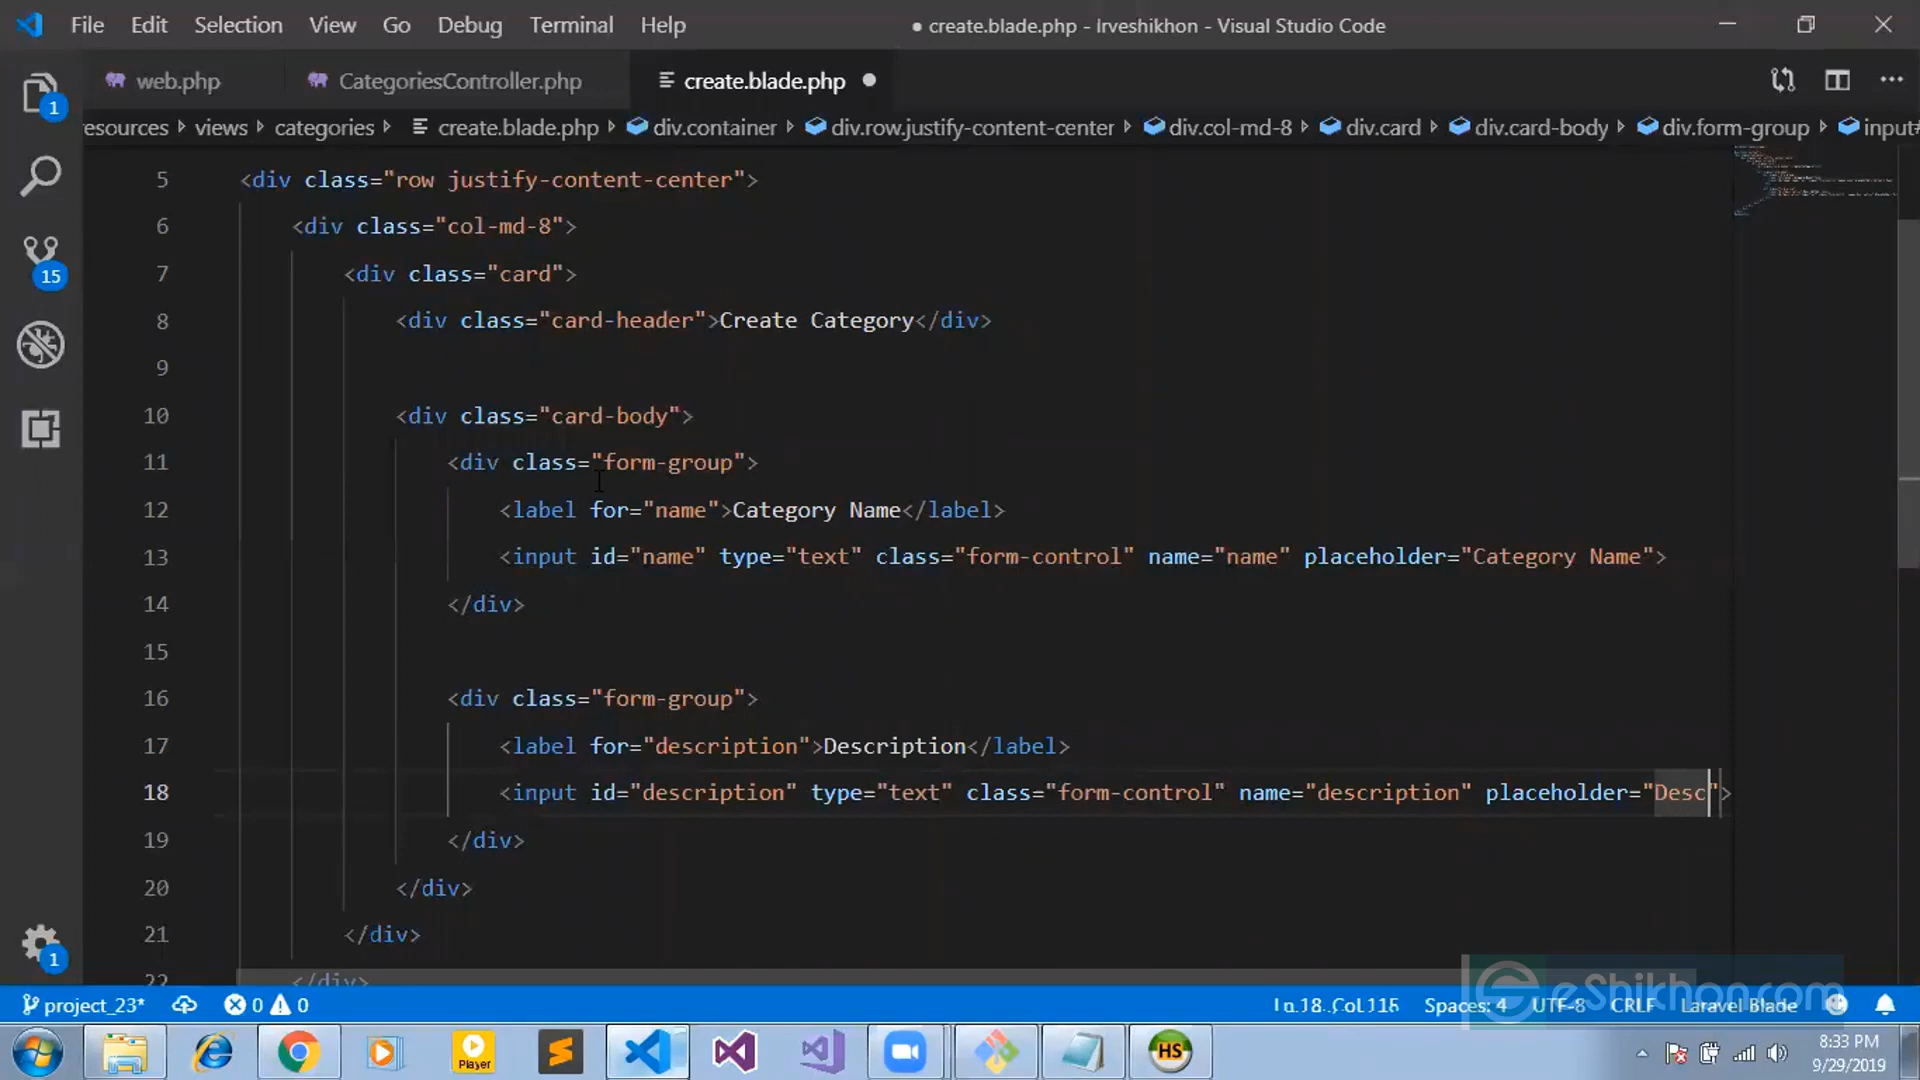 File Edit Selection View Go Debug Terminal Help
● create.blade.php - lrveshikhon - Visual Studio Code
web.php CategoriesController.php create.blade.php ●
esources views categories create.blade.php div.container div.row.justify-content-center div.col-md-8 div.card div.card-body div.form-group input#
5 <div class="row justify-content-center">
6 <div class="col-md-8">
7 <div class="card">
8 <div class="card-header">Create Category</div>
9
10 <div class="card-body">
11 <div class="form-group">
12 <label for="name">Category Name</label>
13 <input id="name" type="text" class="form-control" name="name" placeholder="Category Name">
14 </div>
15
16 <div class="form-group">
17 <label for="description">Description</label>
18 <input id="description" type="text" class="form-control" name="description" placeholder="Desc">
19 </div>
20 </div>
21 </div>
22 </div>
1
15
1
eShikhon.com
project_23* 0 0 Ln 18, Col 115 Spaces: 4 UTF-8 CRLF Laravel Blade
Player
HS
8:33 PM
9/29/2019